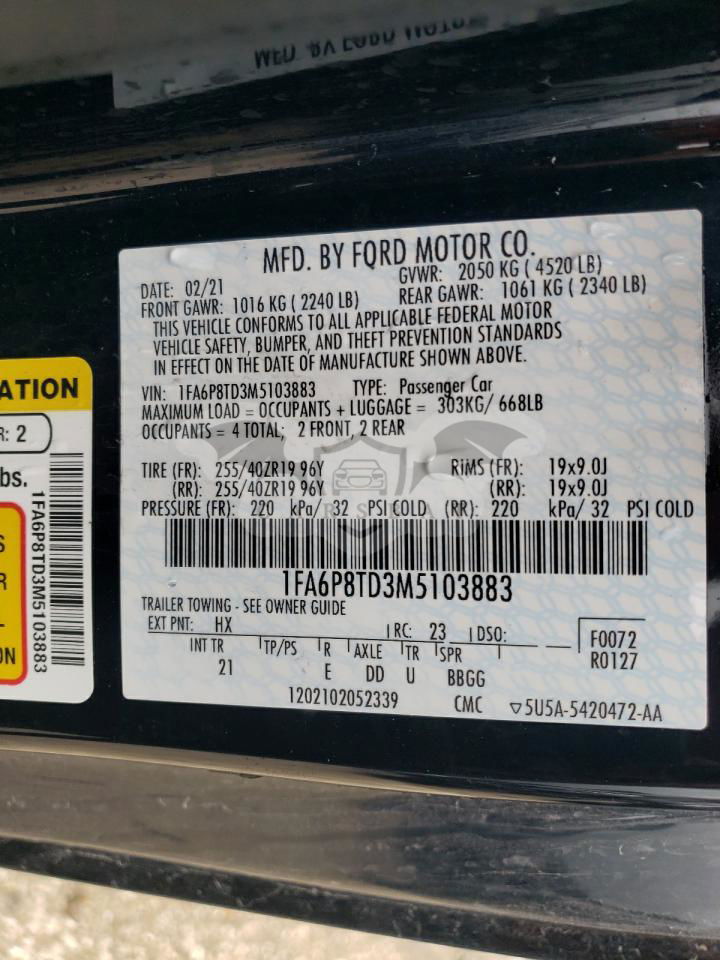 MFD. BY FORD MOTOR CO.
DATE: 02/21 GVWR: 2050 KG ( 4520 LB)
FRONT GAWR: 1016 KG ( 2240 LB) REAR GAWR: 1061 KG ( 2340 LB)
THIS VEHICLE CONFORMS TO ALL APPLICABLE FEDERAL MOTOR
VEHICLE SAFETY, BUMPER, AND THEFT PREVENTION STANDARDS
IN EFFECT ON THE DATE OF MANUFACTURE SHOWN ABOVE.
VIN: 1FA6P8TD3M5103883 TYPE: Passenger Car
MAXIMUM LOAD = OCCUPANTS + LUGGAGE = 303KG/ 668LB
OCCUPANTS = 4 TOTAL; 2 FRONT, 2 REAR
TIRE (FR): 255/40ZR19 96Y RiMS (FR): 19x9.0J
(RR): 255/40ZR19 96Y (RR): 19x9.0J
PRESSURE (FR): 220 kPa/ 32 PSI COLD (RR): 220 kPa/ 32 PSI COLD
1FA6P8TD3M5103883
TRAILER TOWING - SEE OWNER GUIDE
EXT PNT: HX RC: 23 DSO: F0072
INT TR TP/PS R AXLE TR SPR R0127
21 E DD U BBGG
1202102052339 CMC ▽5U5A-5420472-AA
ATION
R: 2
lbs.
1FA6P8TD3M5103883
S
R
L
ON
MFD. BY FORD MOTOR